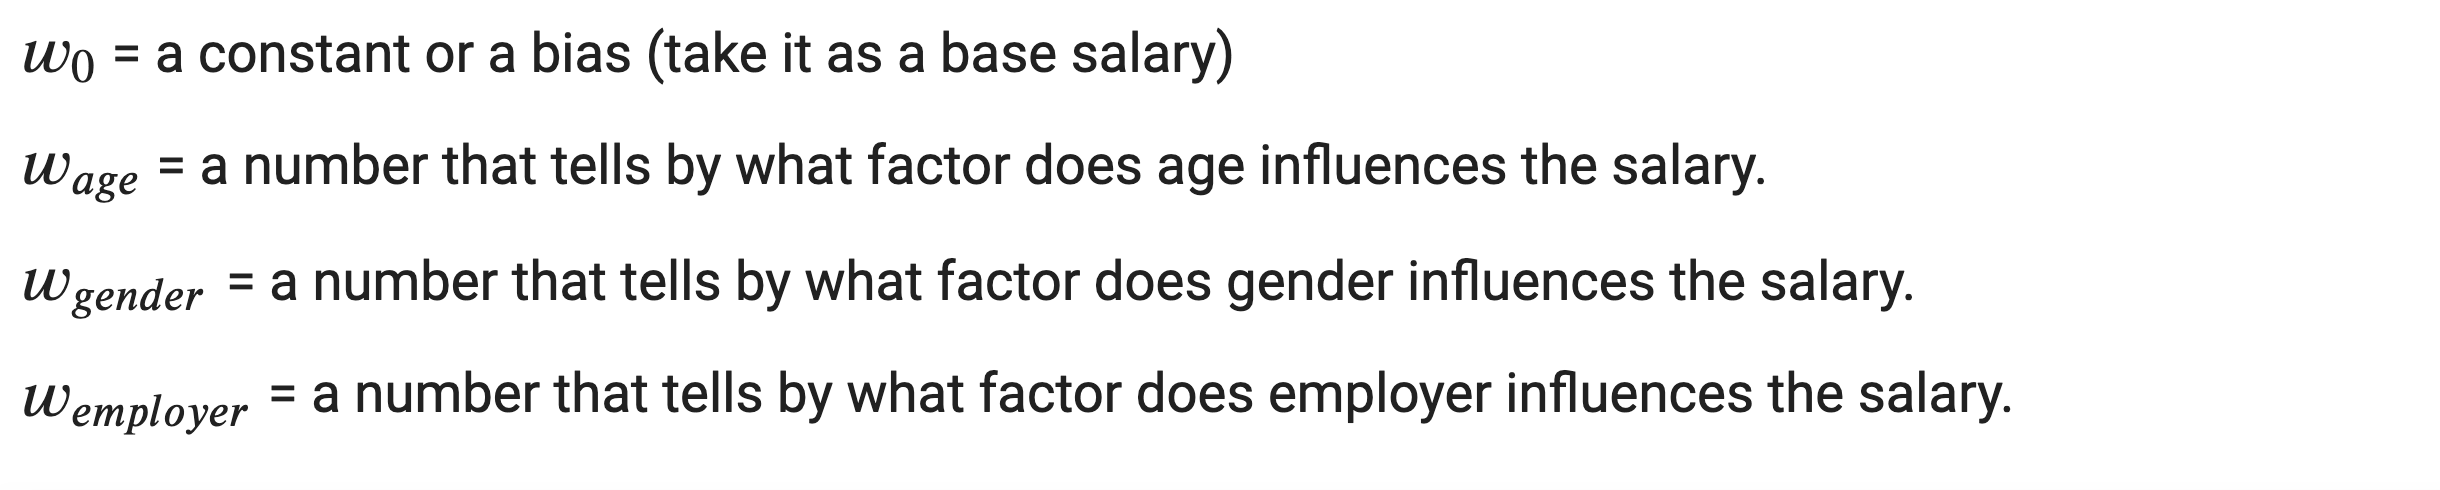 w0 = a constant or a bias (take it as a base salary)
wage = a number that tells by what factor does age influences the salary.
wgender = a number that tells by what factor does gender influences the salary.
wemployer = a number that tells by what factor does employer influences the salary.